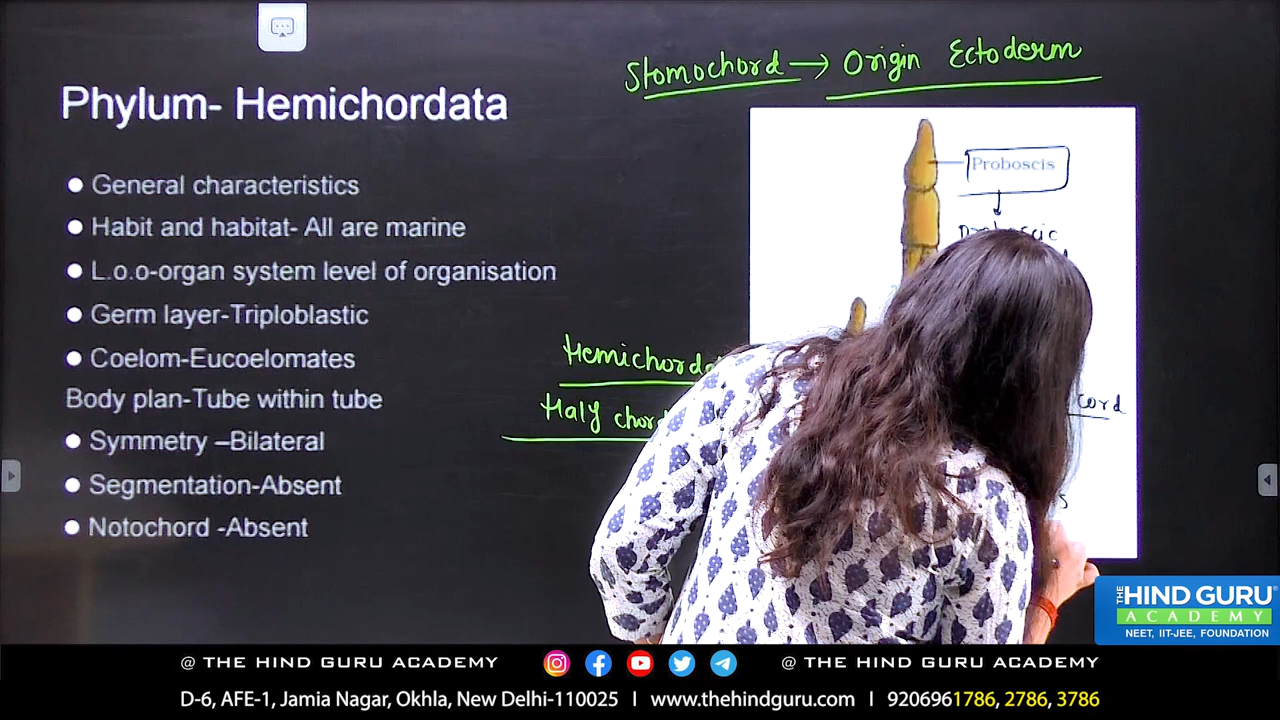 Stomochord → Origin Ectoderm
Phylum- Hemichordata
● General characteristics
● Habit and habitat- All are marine
● L.o.o-organ system level of organisation
● Germ layer-Triploblastic
● Coelom-Eucoelomates
Body plan-Tube within tube
● Symmetry –Bilateral
● Segmentation-Absent
● Notochord -Absent
Proboscis
Hemichorda
Haly chor
cord
THE HIND GURU
ACADEMY
NEET, IIT-JEE, FOUNDATION
@ THE HIND GURU ACADEMY
@ THE HIND GURU ACADEMY
D-6, AFE-1, Jamia Nagar, Okhla, New Delhi-110025 | www.thehindguru.com | 9206961786, 2786, 3786